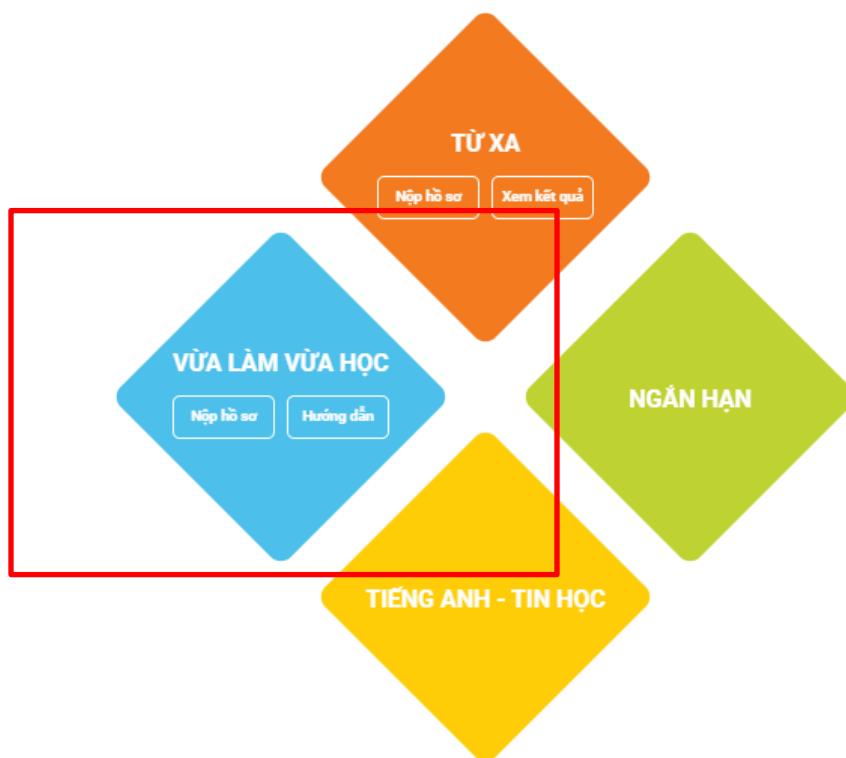 TỪ XA
Nộp hồ sơ
Xem kết quả
VỪA LÀM VỪA HỌC
Nộp hồ sơ
Hướng dẫn
NGẮN HẠN
TIẾNG ANH - TIN HỌC